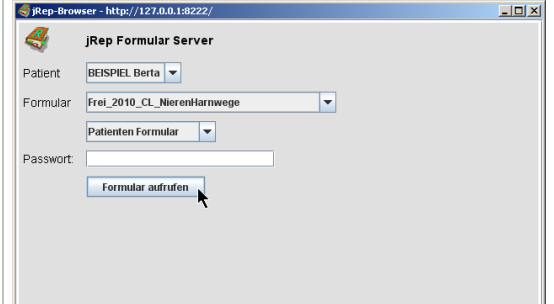 jRep-Browser - http://127.0.0.1:8222/
jRep Formular Server
Patient BEISPIEL Berta
Formular Frei_2010_CL_NierenHarnwege
Patienten Formular
Passwort:
Formular aufrufen